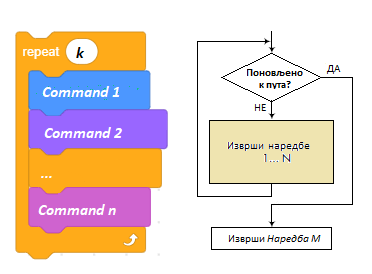 repeat k
Command 1
Command 2
...
Command n
Поновљено
к пута?
ДА
НЕ
Изврши наредбе
1... N
Изврши Наредба М